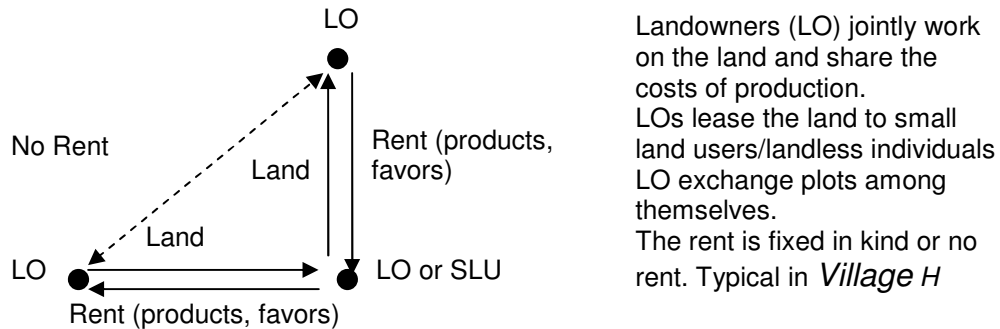 LO
No Rent
Land
Rent (products,
favors)
Land
LO
LO or SLU
Rent (products, favors)
Landowners (LO) jointly work
on the land and share the
costs of production.
LOs lease the land to small
land users/landless individuals
LO exchange plots among
themselves.
The rent is fixed in kind or no
rent. Typical in Village H